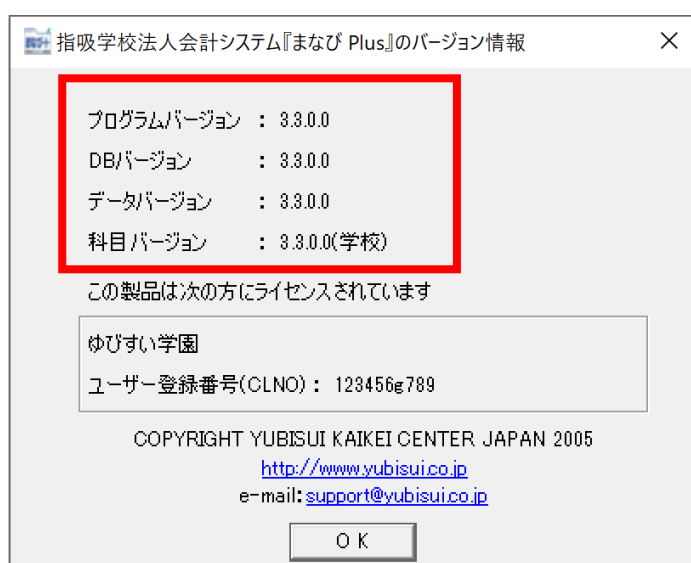 指吸学校法人会計システム『まなび Plus』のバージョン情報
プログラムバージョン : 3.3.0.0
DBバージョン : 3.3.0.0
データバージョン : 3.3.0.0
科目バージョン : 3.3.0.0(学校)
この製品は次の方にライセンスされています
ゆびすい学園
ユーザー登録番号(CLNO) : 123456g789
COPYRIGHT YUBISUI KAIKEI CENTER JAPAN 2005
http://www.yubisui.co.jp
e-mail:support@yubisui.co.jp
OK